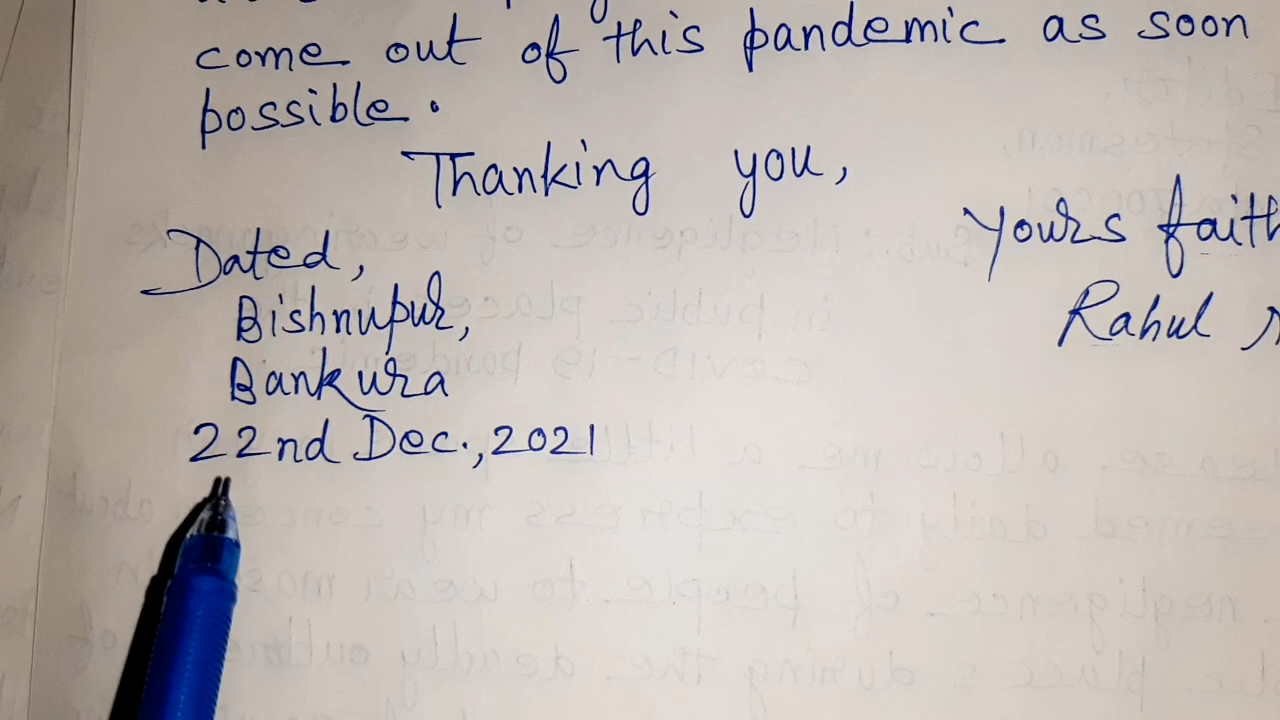 come out of this pandemic as soon
possible.
Thanking you,
Yours faith
Dated,
Bishnupur,
Rahul
Bankura
22nd Dec., 2021